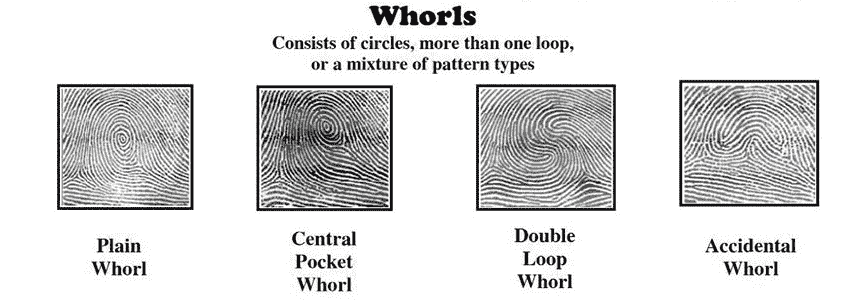 Whorls
Consists of circles, more than one loop,
or a mixture of pattern types
Plain
Whorl
Central
Pocket
Whorl
Double
Loop
Whorl
Accidental
Whorl